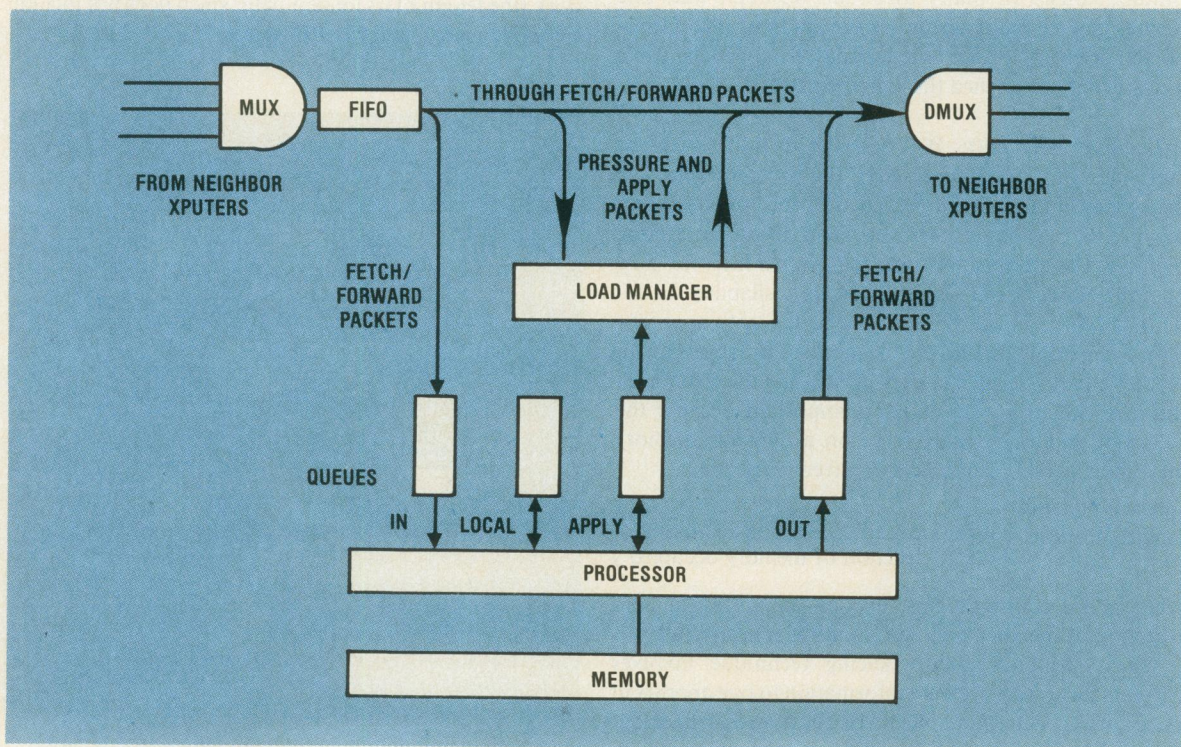 MUX
FIFO
THROUGH FETCH/FORWARD PACKETS
DMUX
FROM NEIGHBOR
XPUTERS
PRESSURE AND
APPLY
PACKETS
TO NEIGHBOR
XPUTERS
FETCH/
FORWARD
PACKETS
LOAD MANAGER
FETCH/
FORWARD
PACKETS
QUEUES
IN
LOCAL
APPLY
OUT
PROCESSOR
MEMORY